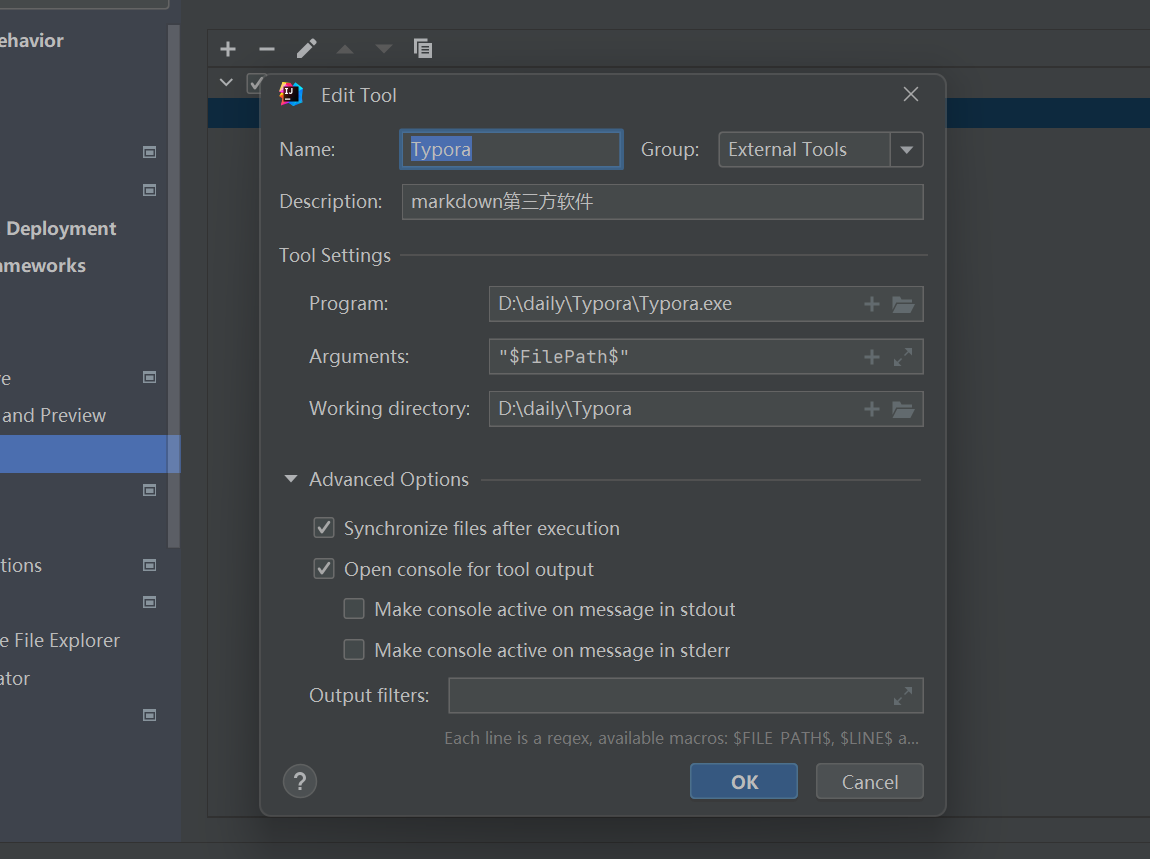 ehavior
Deployment
ameworks
e
and Preview
tions
e File Explorer
ator
IJ
Edit Tool
Name: Typora Group: External Tools
Description: markdown第三方软件
Tool Settings
Program: D:\daily\Typora\Typora.exe
Arguments: "$FilePath$"
Working directory: D:\daily\Typora
Advanced Options
Synchronize files after execution
Open console for tool output
Make console active on message in stdout
Make console active on message in stderr
Output filters:
Each line is a regex, available macros: $FILE_PATH$, $LINE$ a...
? OK Cancel